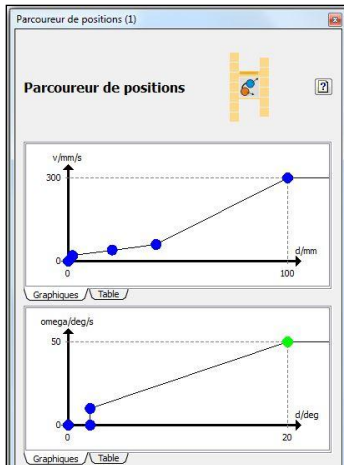 Parcoureur de positions (1)
Parcoureur de positions
?
v/mm/s
300
0
0
100
d/mm
Graphiques
Table
omega/deg/s
50
0
0
20
d/deg
Graphiques
Table